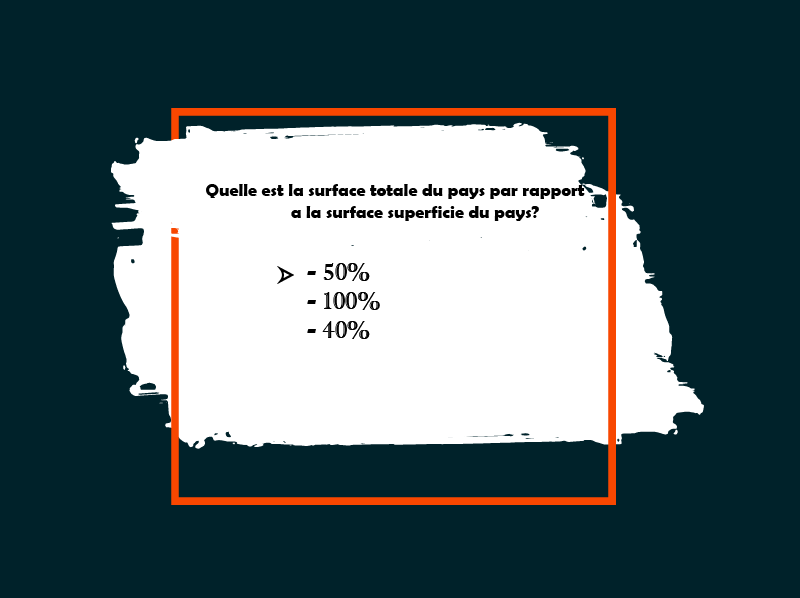 Quelle est la surface totale du pays par rapport
a la surface superficie du pays?
➢ - 50%
- 100%
- 40%